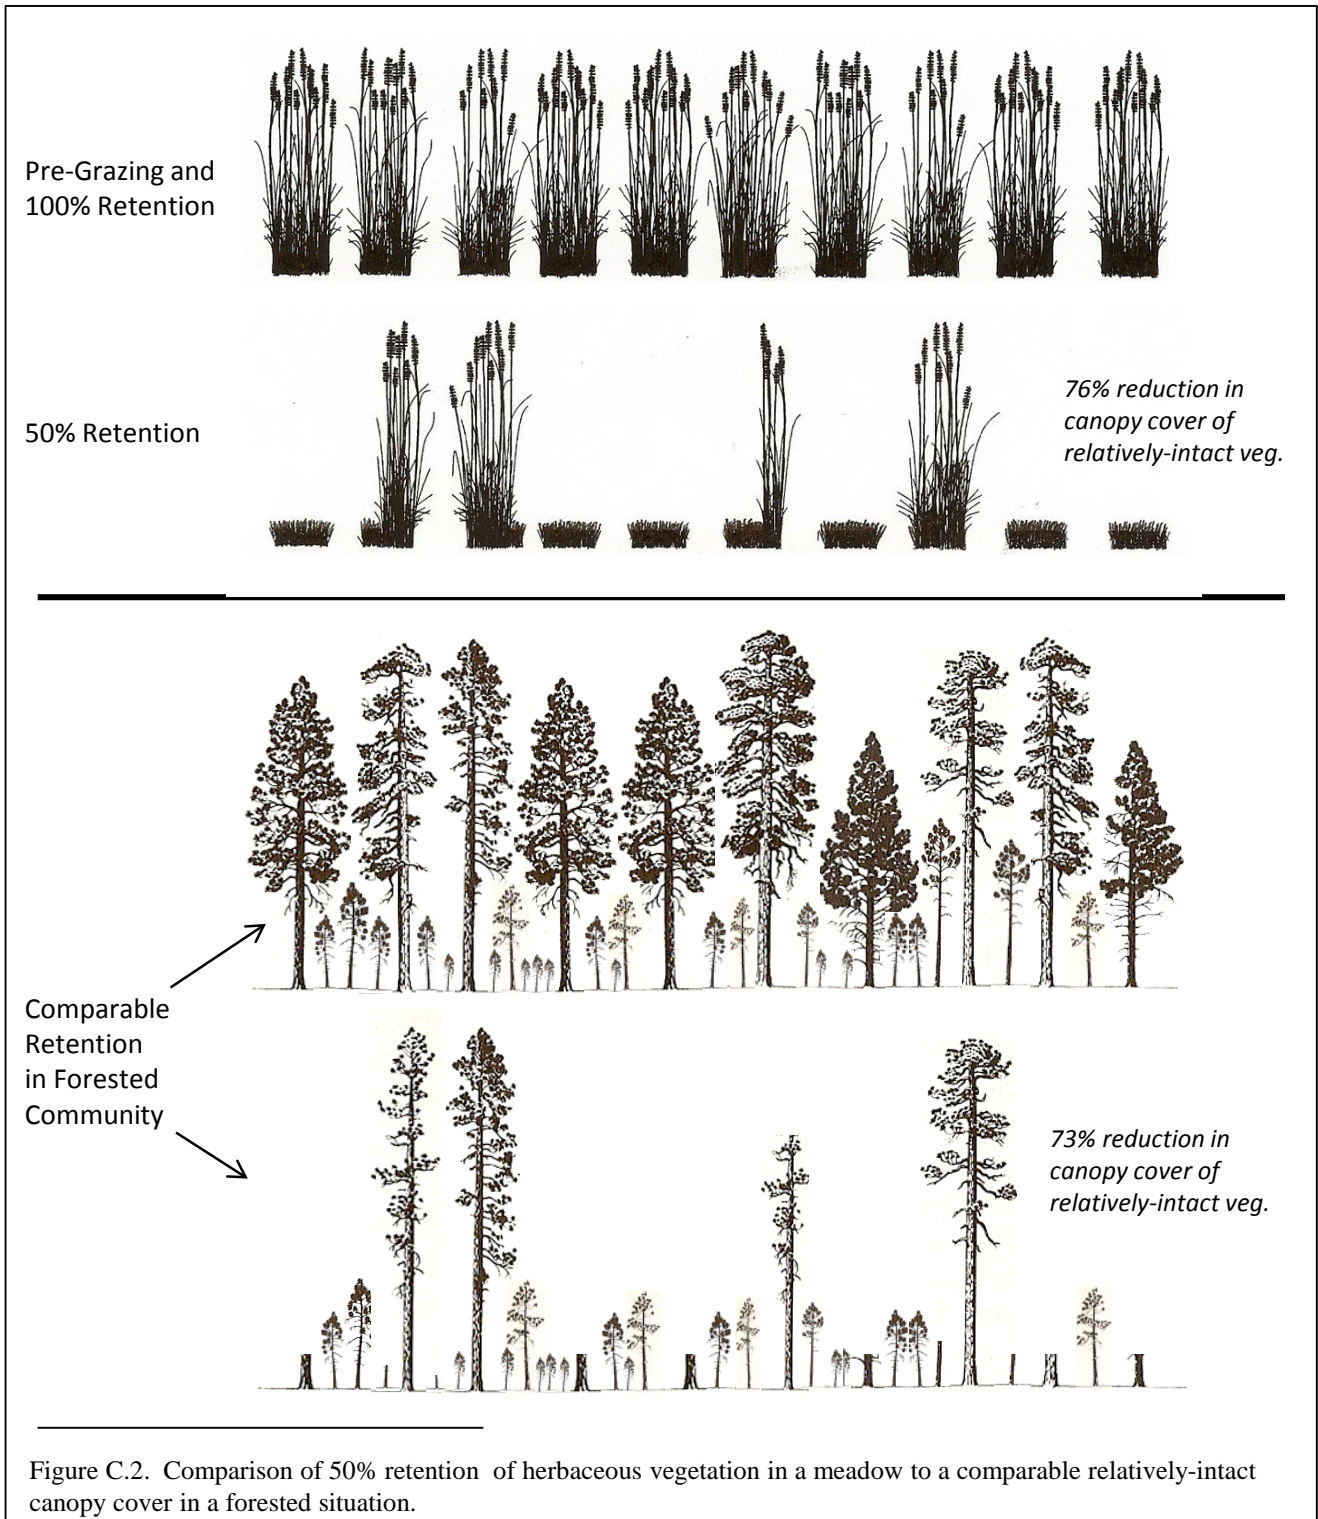 Pre-Grazing and
100% Retention
50% Retention
76% reduction in
canopy cover of
relatively-intact veg.
Comparable
Retention
in Forested
Community
73% reduction in
canopy cover of
relatively-intact veg.
Figure C.2.  Comparison of 50% retention  of herbaceous vegetation in a meadow to a comparable relatively-intact
canopy cover in a forested situation.